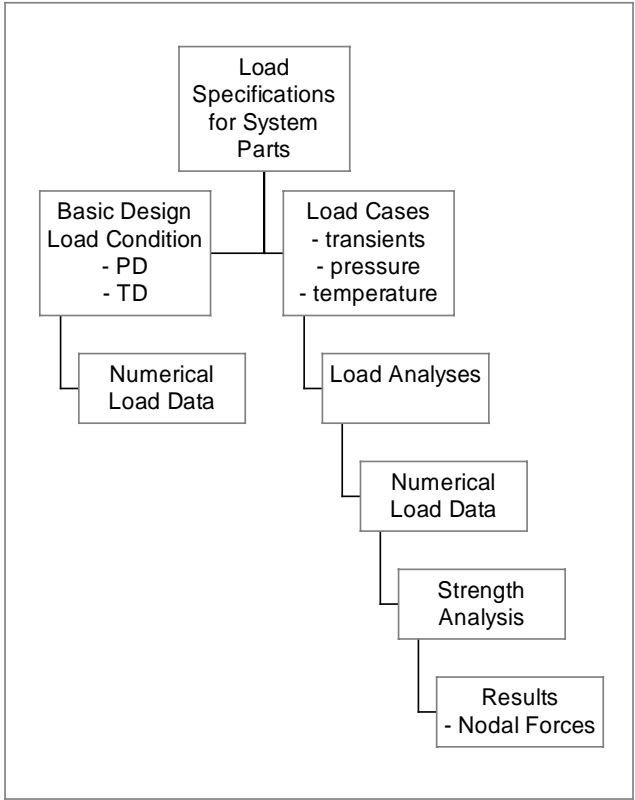 Load
Specifications
for System
Parts
Basic Design
Load Condition
- PD
- TD
Load Cases
- transients
- pressure
- temperature
Numerical
Load Data
Load Analyses
Numerical
Load Data
Strength
Analysis
Results
- Nodal Forces